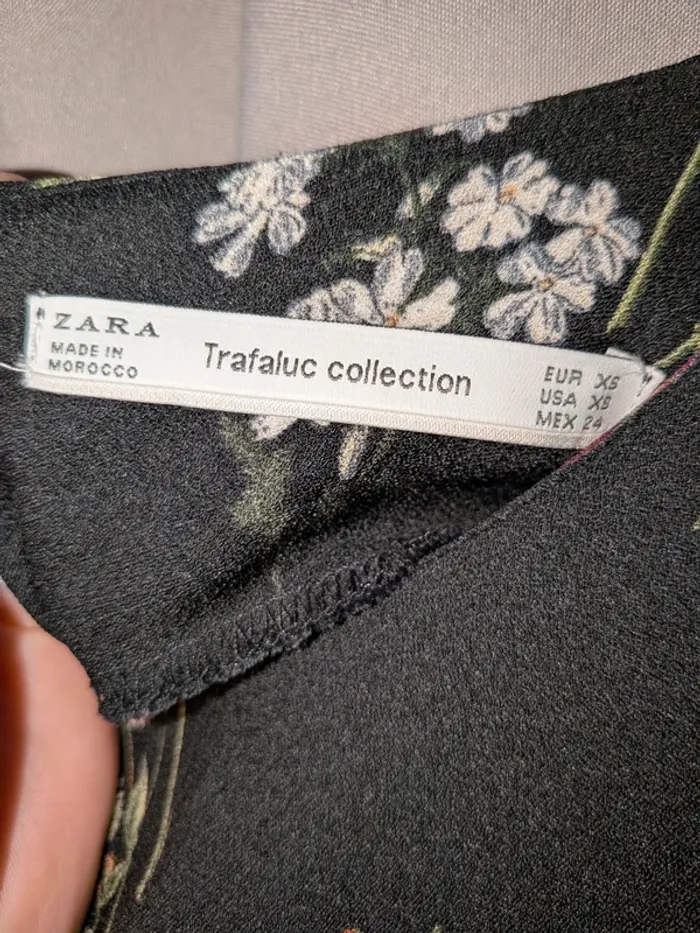 ZARA
MADE IN
MOROCCO
Trafaluc collection
EUR XS
USA XS
MEX 24